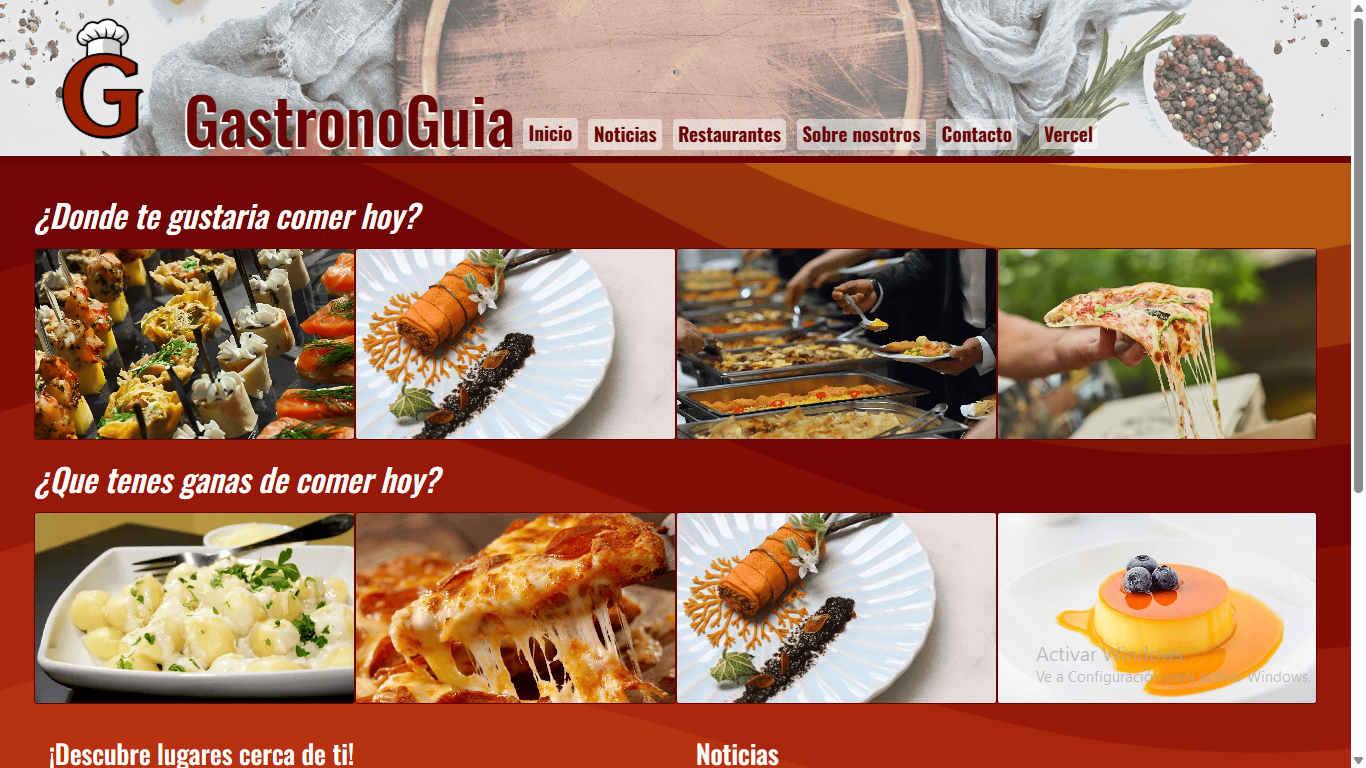 G
GastronoGuia
Inicio
Noticias
Restaurantes
Sobre nosotros
Contacto
Vercel
¿Donde te gustaria comer hoy?
¿Que tenes ganas de comer hoy?
Activar Windows
Ve a Configuración para activar Windows.
¡Descubre lugares cerca de ti!
Noticias